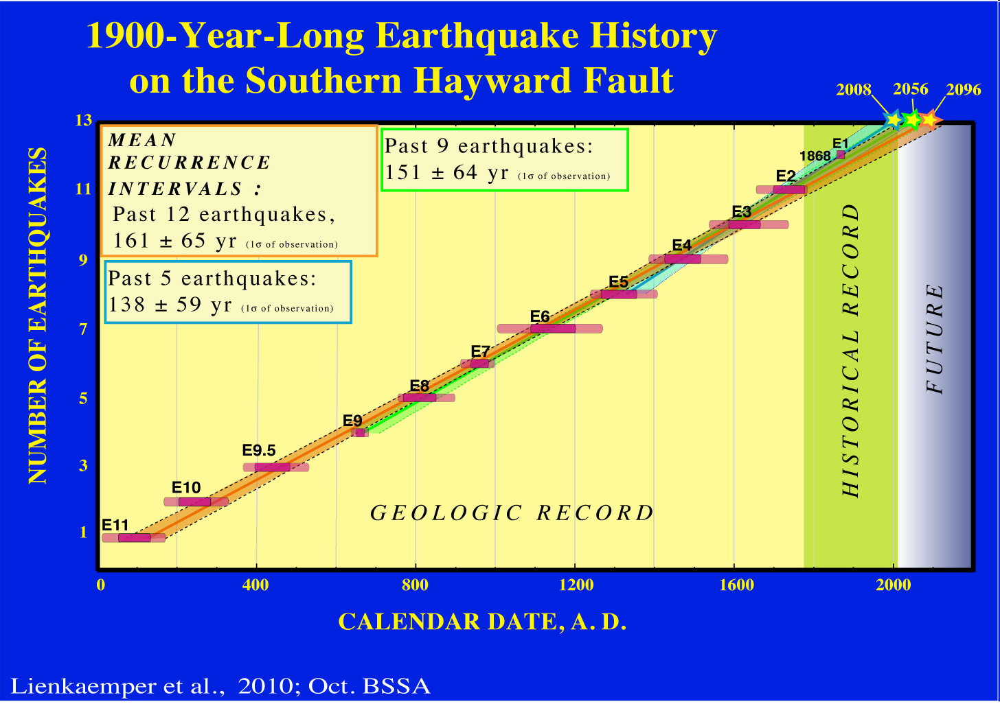 1900-Year-Long Earthquake History
on the Southern Hayward Fault
2008
2056
2096
13
11
9
7
5
3
1
NUMBER OF EARTHQUAKES
MEAN
RECURRENCE
INTERVALS :
Past 12 earthquakes,
161 ± 65 yr (1σ of observation)
Past 9 earthquakes:
151 ± 64 yr (1σ of observation)
Past 5 earthquakes:
138 ± 59 yr (1σ of observation)
E1
1868
E2
E3
E4
E5
E6
E7
E8
E9
E9.5
E10
E11
GEOLOGIC RECORD
HISTORICAL RECORD
FUTURE
0
400
800
1200
1600
2000
CALENDAR DATE, A. D.
Lienkaemper et al., 2010; Oct. BSSA